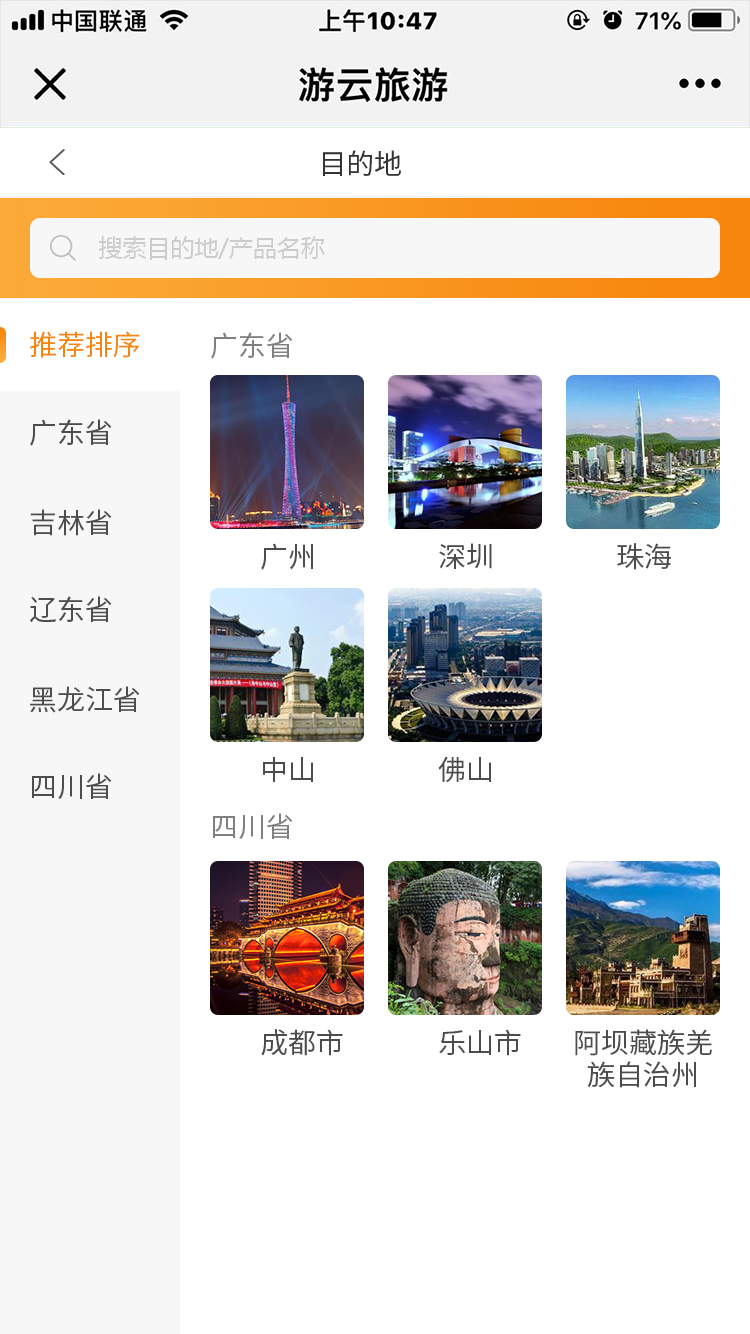 中国联通
上午10:47
71%
游云旅游
目的地
搜索目的地/产品名称
推荐排序
广东省
吉林省
辽东省
黑龙江省
四川省
广东省
广州
深圳
珠海
中山
佛山
四川省
成都市
乐山市
阿坝藏族羌
族自治州